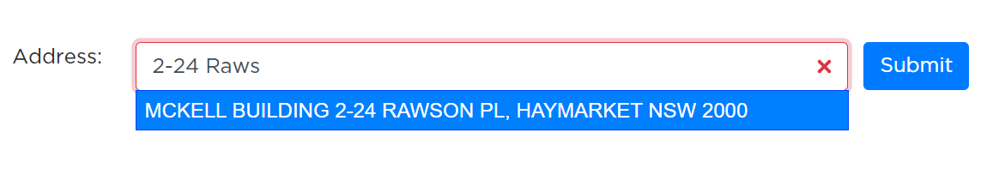 Address:
2-24 Raws
Submit
MCKELL BUILDING 2-24 RAWSON PL, HAYMARKET NSW 2000